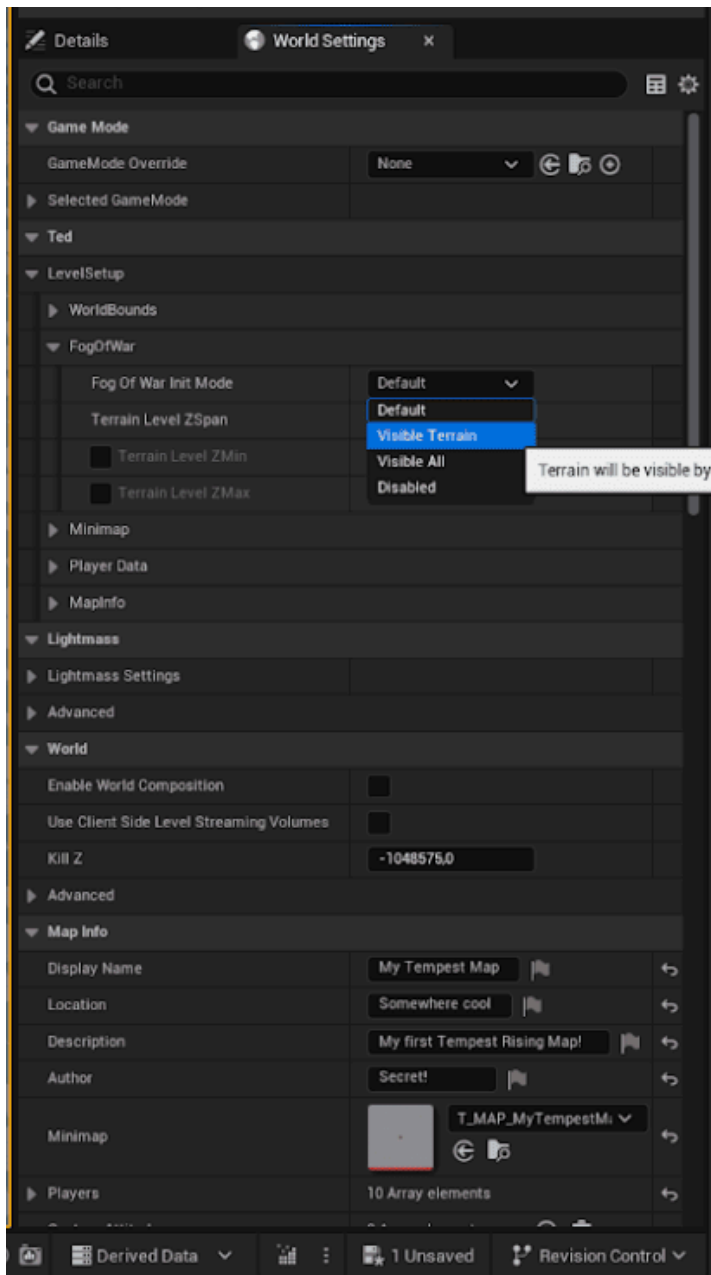 Details
World Settings
Search
Game Mode
GameMode Override None
Selected GameMode
Ted
LevelSetup
WorldBounds
FogOfWar
Fog Of War Init Mode Default
Default
Terrain Level ZSpan
Visible Terrain
Terrain Level ZMin
Visible All
Terrain will be visible by
Disabled
Terrain Level ZMax
Minimap
Player Data
MapInfo
Lightmass
Lightmass Settings
Advanced
World
Enable World Composition
Use Client Side Level Streaming Volumes
Kill Z -1048575,0
Advanced
Map Info
Display Name My Tempest Map
Location Somewhere cool
Description My first Tempest Rising Map!
Author Secret!
Minimap T_MAP_MyTempestM
Players 10 Array elements
Derived Data 1 Unsaved Revision Control